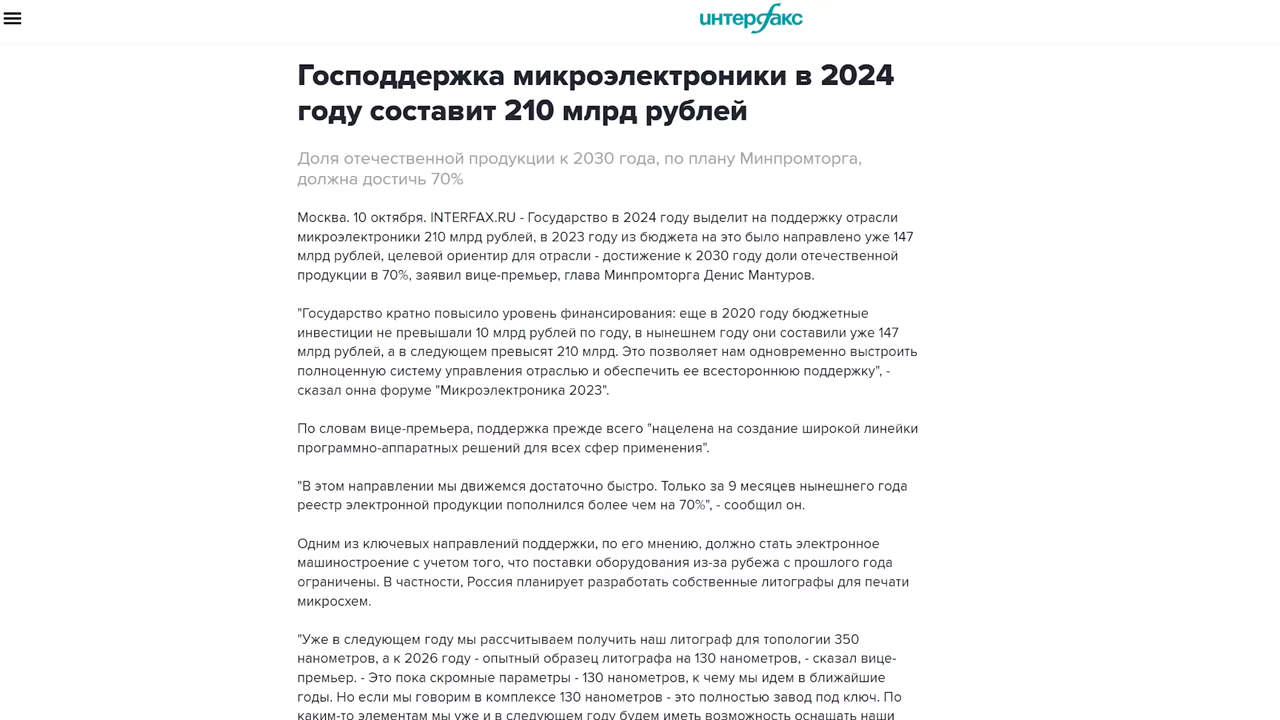 интерфакс
Господдержка микроэлектроники в 2024
году составит 210 млрд рублей
Доля отечественной продукции к 2030 года, по плану Минпромторга,
должна достичь 70%
Москва. 10 октября. INTERFAX.RU - Государство в 2024 году выделит на поддержку отрасли
микроэлектроники 210 млрд рублей, в 2023 году из бюджета на это было направлено уже 147
млрд рублей, целевой ориентир для отрасли - достижение к 2030 году доли отечественной
продукции в 70%, заявил вице-премьер, глава Минпромторга Денис Мантуров.
"Государство кратно повысило уровень финансирования: еще в 2020 году бюджетные
инвестиции не превышали 10 млрд рублей по году, в нынешнем году они составили уже 147
млрд рублей, а в следующем превысят 210 млрд. Это позволяет нам одновременно выстроить
полноценную систему управления отраслью и обеспечить ее всестороннюю поддержку", -
сказал онна форуме "Микроэлектроника 2023".
По словам вице-премьера, поддержка прежде всего "нацелена на создание широкой линейки
программно-аппаратных решений для всех сфер применения".
"В этом направлении мы движемся достаточно быстро. Только за 9 месяцев нынешнего года
реестр электронной продукции пополнился более чем на 70%", - сообщил он.
Одним из ключевых направлений поддержки, по его мнению, должно стать электронное
машиностроение с учетом того, что поставки оборудования из-за рубежа с прошлого года
ограничены. В частности, Россия планирует разработать собственные литографы для печати
микросхем.
"Уже в следующем году мы рассчитываем получить наш литограф для топологии 350
нанометров, а к 2026 году - опытный образец литографа на 130 нанометров, - сказал вице-
премьер. - Это пока скромные параметры - 130 нанометров, к чему мы идем в ближайшие
годы. Но если мы говорим в комплексе 130 нанометров - это полностью завод под ключ. По
каким-то элементам мы уже и в следующем году будем иметь возможность оснащать наши